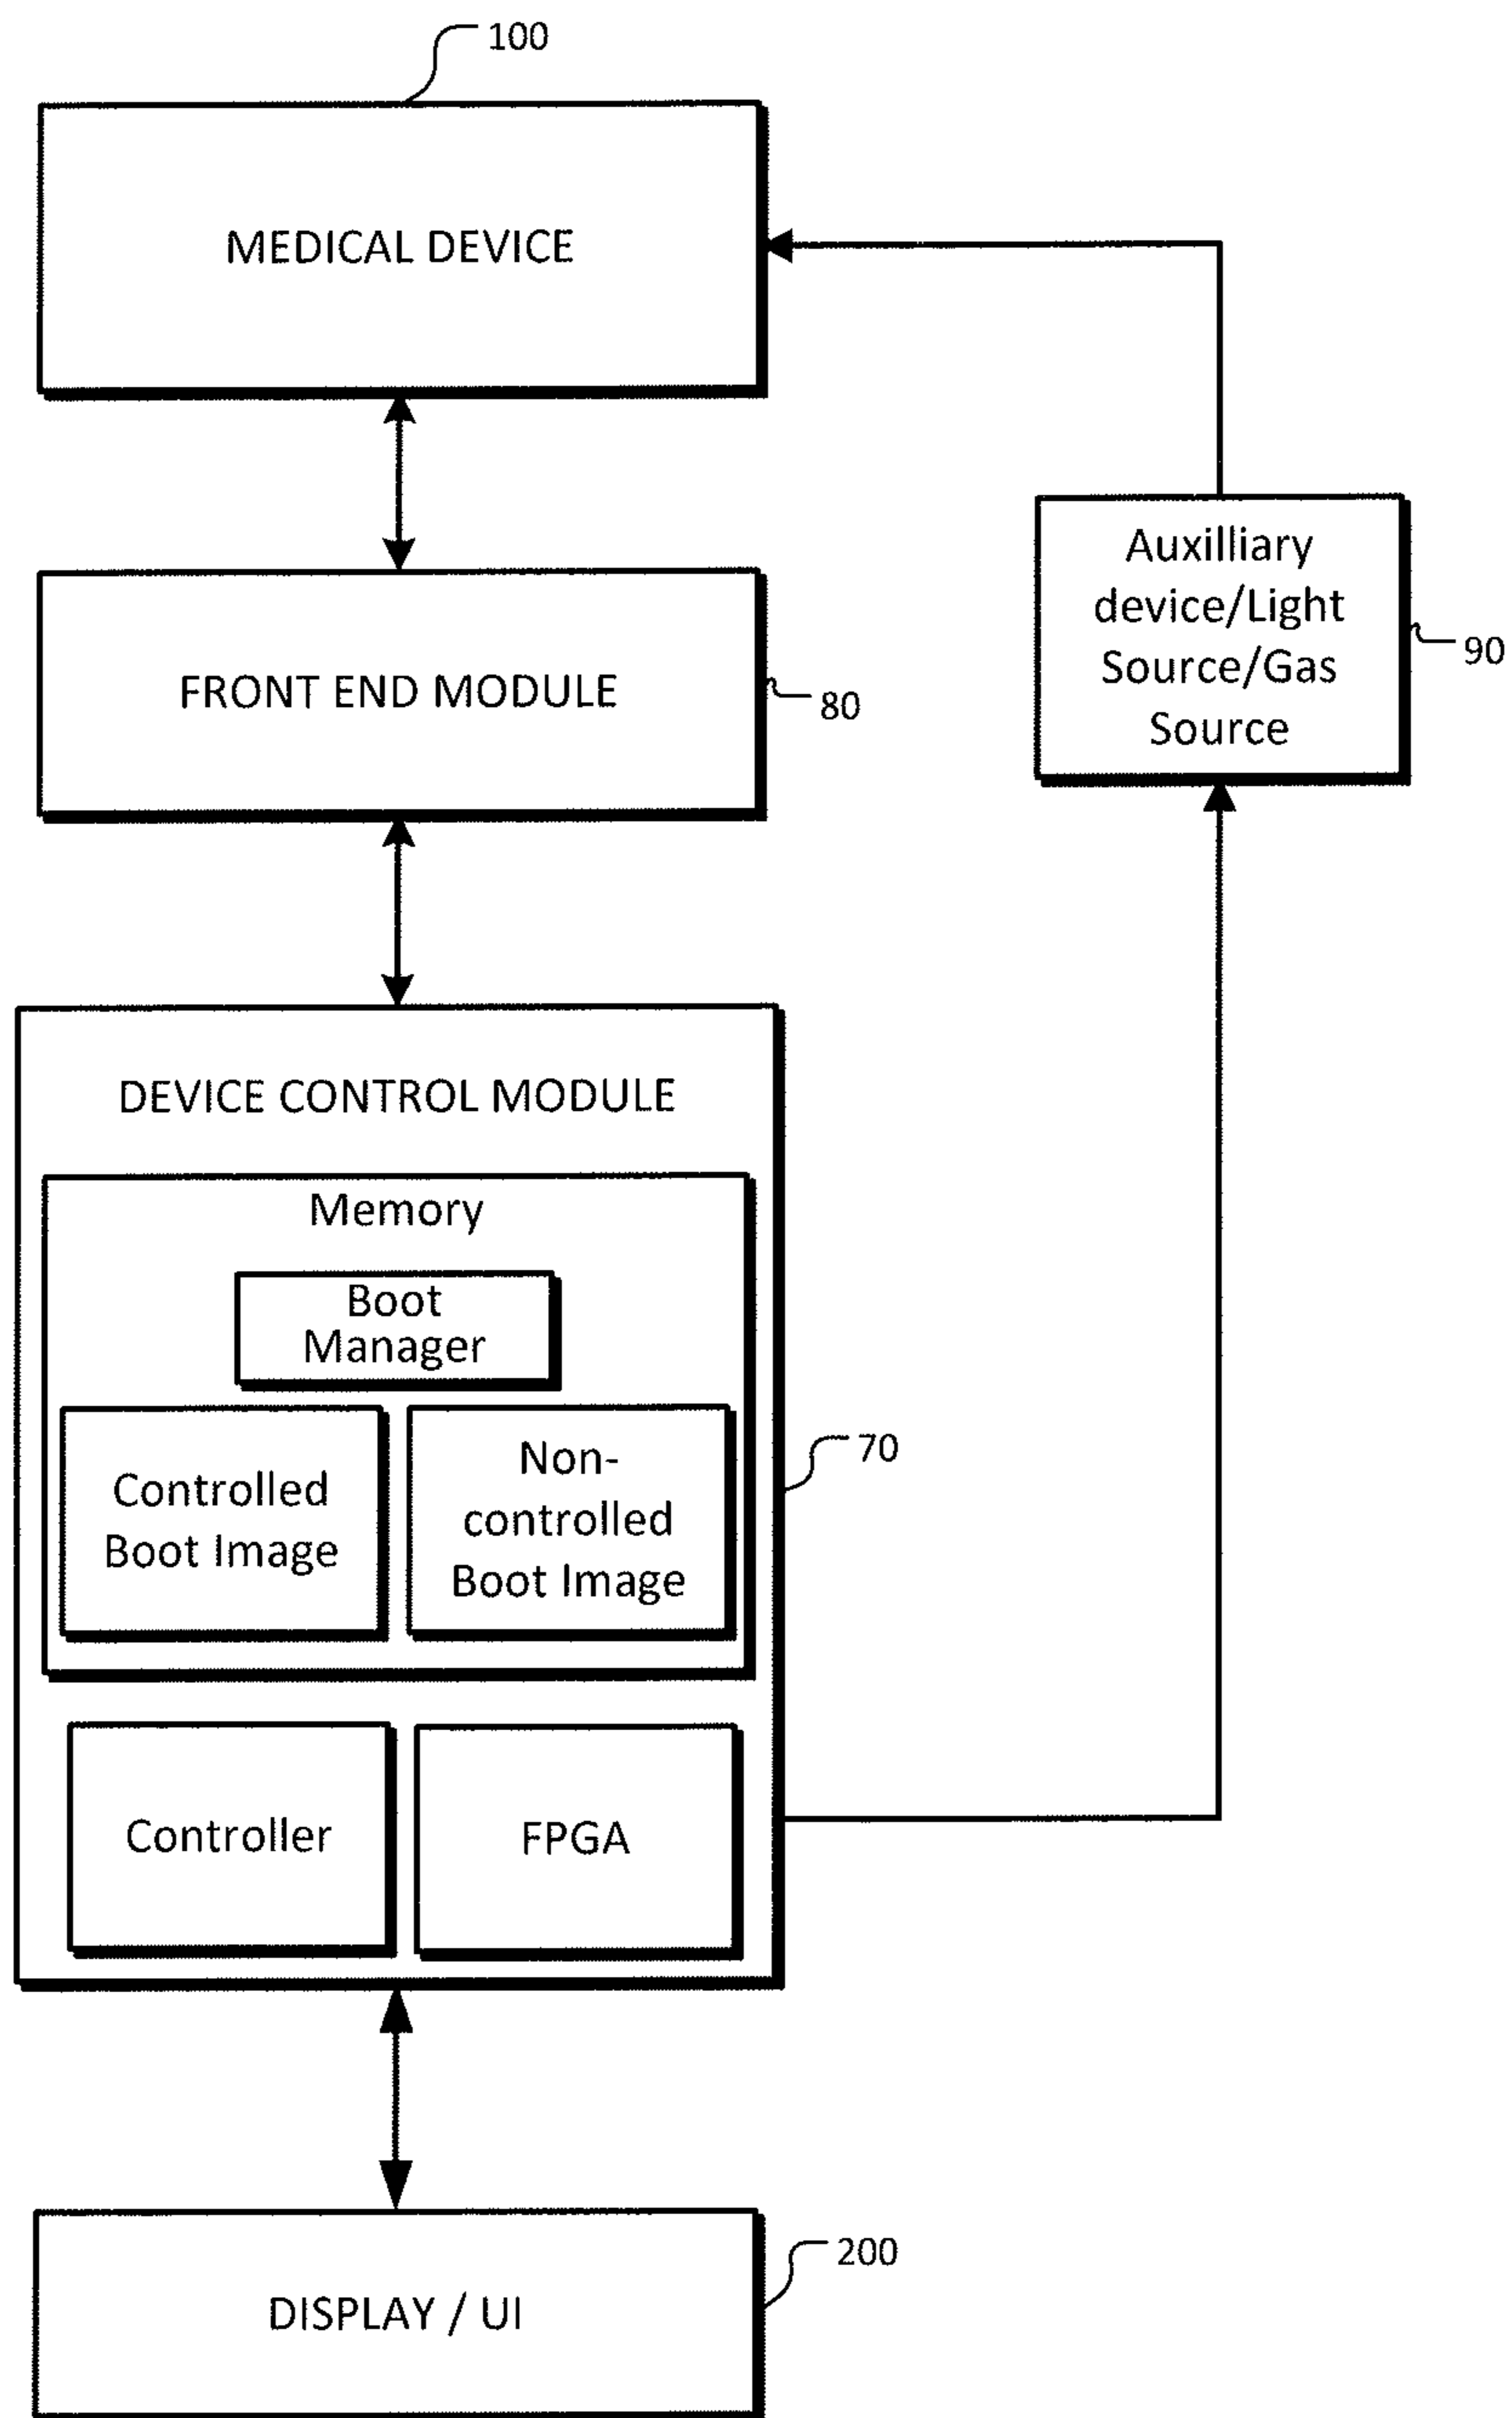 100
MEDICAL DEVICE
Auxilliary
device/Light
Source/Gas
Source
90
FRONT END MODULE
80
DEVICE CONTROL MODULE
Memory
Boot
Manager
Controlled
Boot Image
Non-
controlled
Boot Image
70
Controller
FPGA
200
DISPLAY / UI